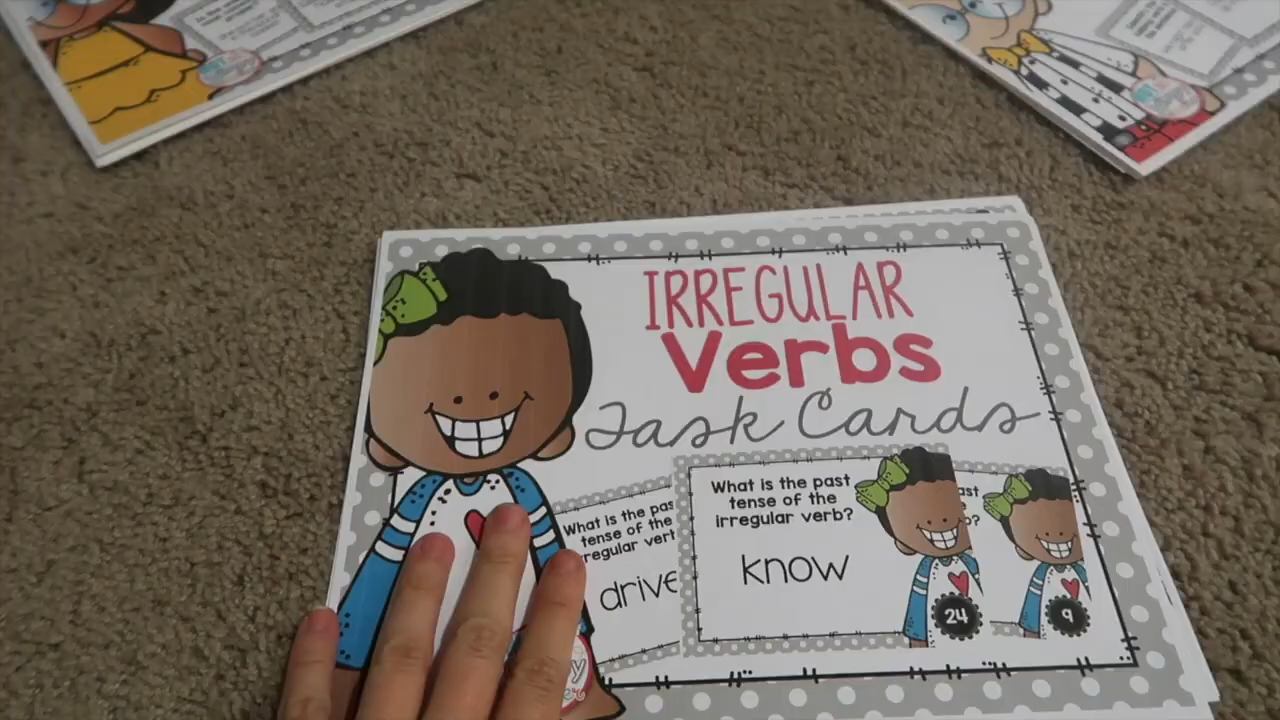 IRREGULAR
Verbs
Task Cards
What is the past
tense of the
irregular verb?
know
24
What is the pas
tense of the
rregular verb
drive
ast
b?
9